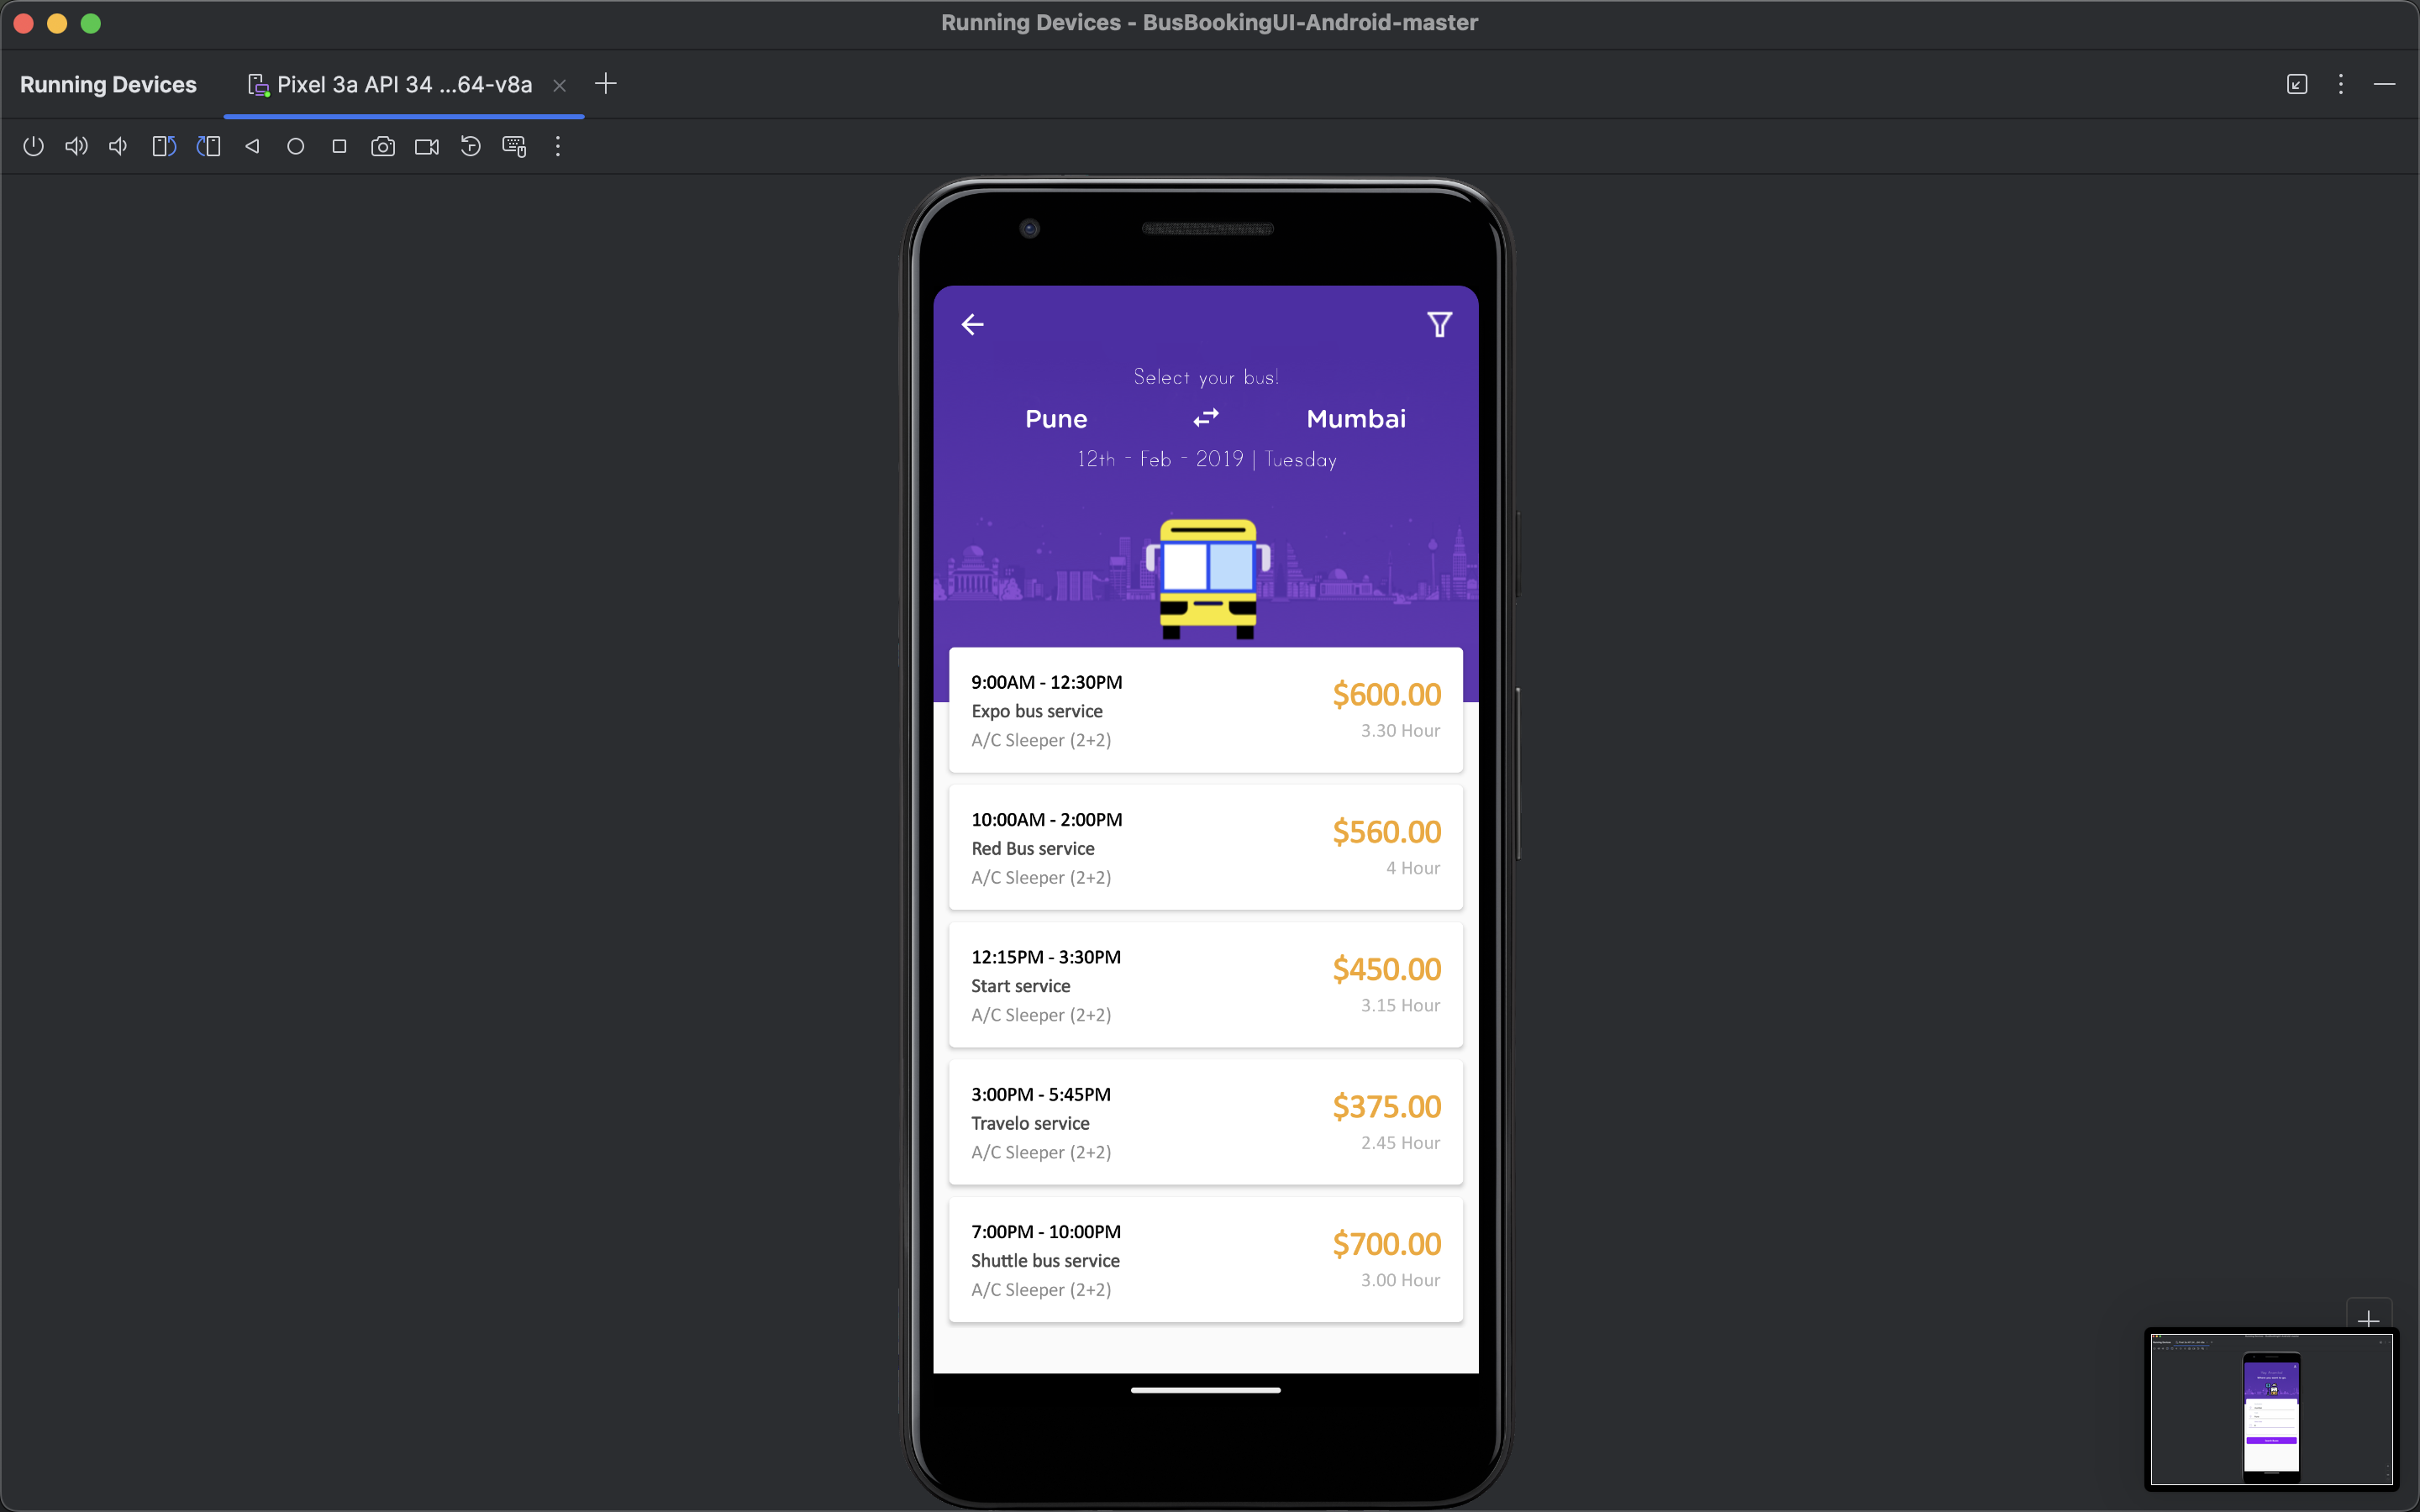 Running Devices - BusBookingUI-Android-master
Running Devices
Pixel 3a API 34 ...64-v8a
Select your bus!
Pune
Mumbai
12th - Feb - 2019 | Tuesday
9:00AM - 12:30PM
$600.00
Expo bus service
3.30 Hour
A/C Sleeper (2+2)
10:00AM - 2:00PM
$560.00
Red Bus service
4 Hour
A/C Sleeper (2+2)
12:15PM - 3:30PM
$450.00
Start service
3.15 Hour
A/C Sleeper (2+2)
3:00PM - 5:45PM
$375.00
Travelo service
2.45 Hour
A/C Sleeper (2+2)
7:00PM - 10:00PM
$700.00
Shuttle bus service
3.00 Hour
A/C Sleeper (2+2)